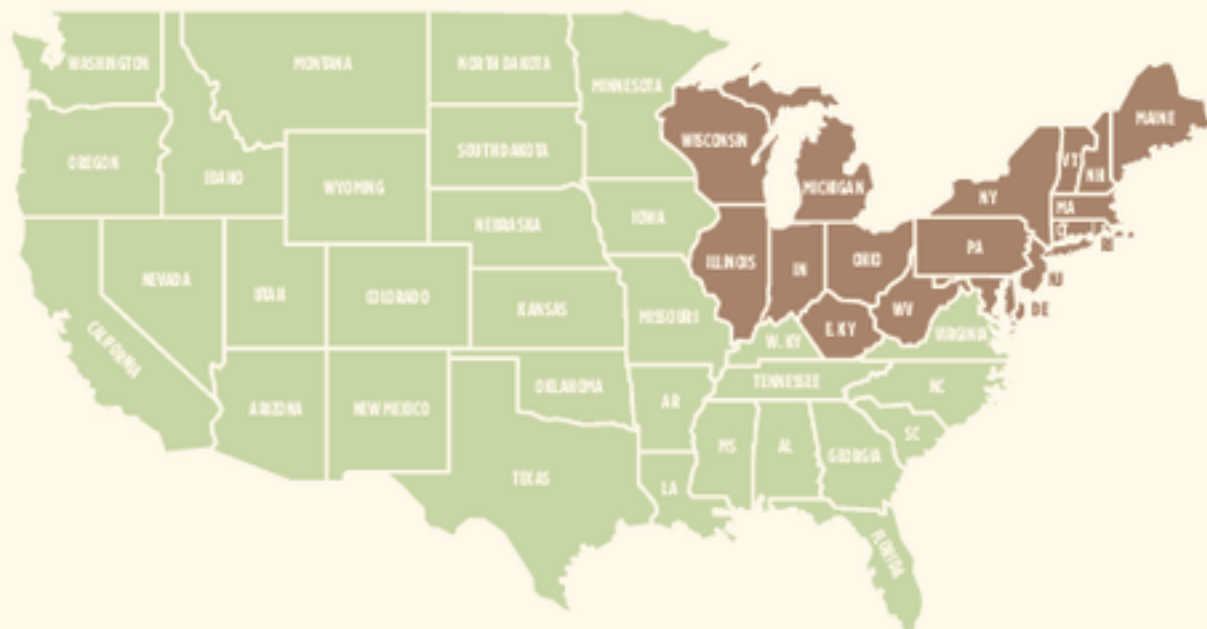 WASHINGTON
MONTANA
NORTH DAKOTA
MINNESOTA
MAINE
WISCONSIN
VT
NH
OREGON
IDAHO
SOUTH DAKOTA
WYOMING
MICHIGAN
NY
MA
IOWA
NEBRASKA
CT
RI
PA
ILLINOIS
IN
OHIO
NEVADA
UTAH
COLORADO
NJ
KANSAS
MISSOURI
WV
DE
E. KY
CALIFORNIA
W. KY
VIRGINIA
TENNESSEE
OKLAHOMA
NC
ARIZONA
NEW MEXICO
AR
SC
MS
AL
GEORGIA
TEXAS
LA
FLORIDA